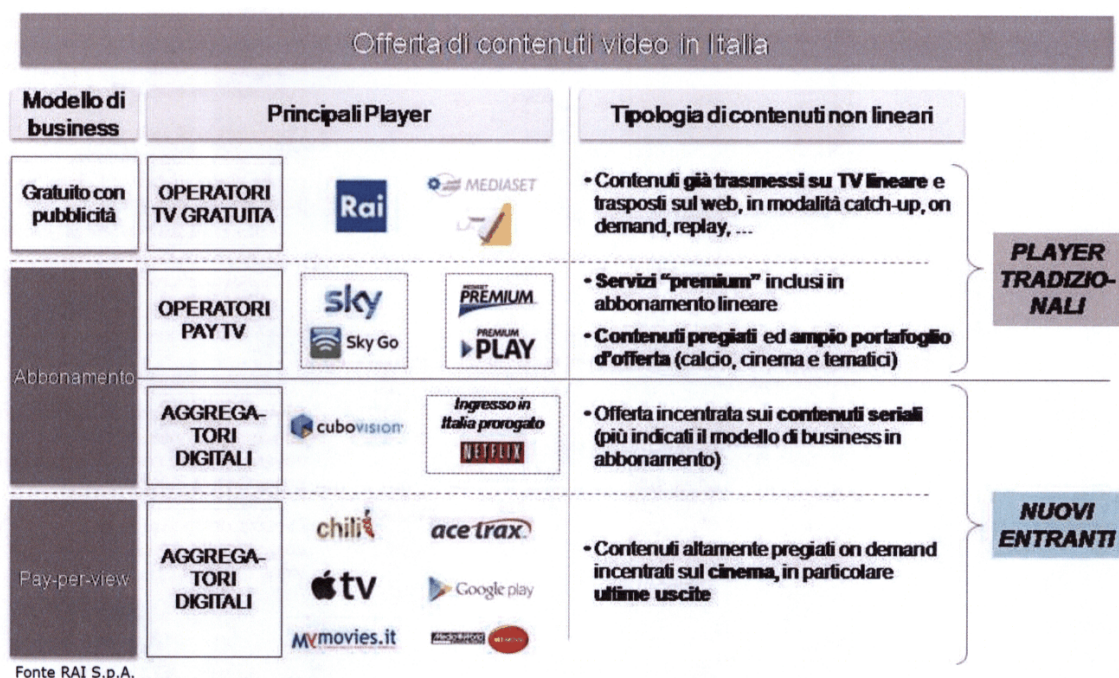 Offerta di contenuti video in Italia
Modello di
business
Principali Player
Tipologia di contenuti non lineari
Gratuito con
pubblicità
OPERATORI
TV GRATUITA
Rai
MEDIASET
• Contenuti già trasmessi su TV lineare e
trasposti sul web, in modalità catch-up, on
demand, replay, ...
PLAYER
TRADIZIO-
NALI
Abbonamento
OPERATORI
PAY TV
sky
Sky Go
MEDIASET
PREMIUM
PREMIUM
PLAY
• Servizi "premium" inclusi in
abbonamento lineare
• Contenuti pregiati ed ampio portafoglio
d'offerta (calcio, cinema e tematici)
AGGREGA-
TORI
DIGITALI
cubovision
Ingresso in
Italia prorogato
NETFLIX
• Offerta incentrata sui contenuti seriali
(più indicati il modello di business in
abbonamento)
NUOVI
ENTRANTI
Pay-per-view
AGGREGA-
TORI
DIGITALI
chili
acetrax
tv
Google play
MYmovies.it
MediaWorld
• Contenuti altamente pregiati on demand
incentrati sul cinema, in particolare
ultime uscite
Fonte RAI S.p.A.